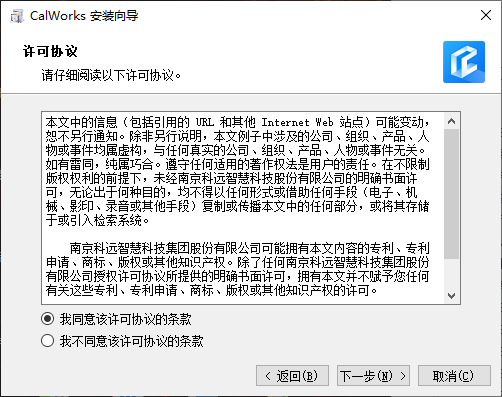 CalWorks 安装向导
许可协议
请仔细阅读以下许可协议。
本文中的信息（包括引用的 URL 和其他 Internet Web 站点）可能变动，
恕不另行通知。除非另行说明，本文例子中涉及的公司、组织、产品、人
物或事件均属虚构，与任何真实的公司、组织、产品、人物或事件无关。
如有雷同，纯属巧合。遵守任何适用的著作权法是用户的责任。在不限制
版权权利的前提下，未经南京科远智慧科技股份有限公司的明确书面许
可，无论出于何种目的，均不得以任何形式或借助任何手段（电子、机
械、影印、录音或其他手段）复制或传播本文中的任何部分，或将其存储
于或引入检索系统。
南京科远智慧科技集团股份有限公司可能拥有本文内容的专利、专利
申请、商标、版权或其他知识产权。除了任何南京科远智慧科技集团股份
有限公司授权许可协议所提供的明确书面许可，拥有本文并不赋予您任何
有关这些专利、专利申请、商标、版权或其他知识产权的许可。
我同意该许可协议的条款
我不同意该许可协议的条款
< 返回(B) 下一步(N) > 取消(C)